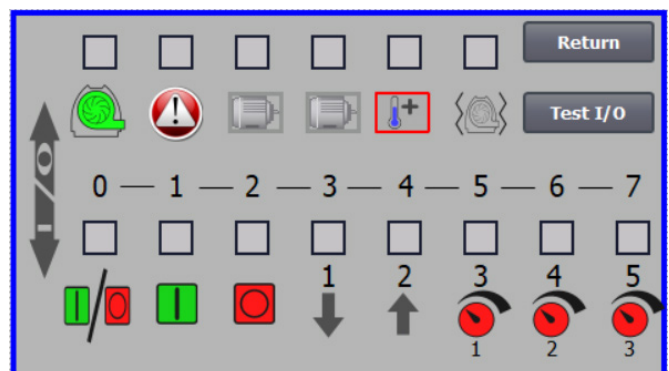 Return
Test I/O
I/O
0 — 1 — 2 — 3 — 4 — 5 — 6 — 7
1 2 3 4 5
1 2 3